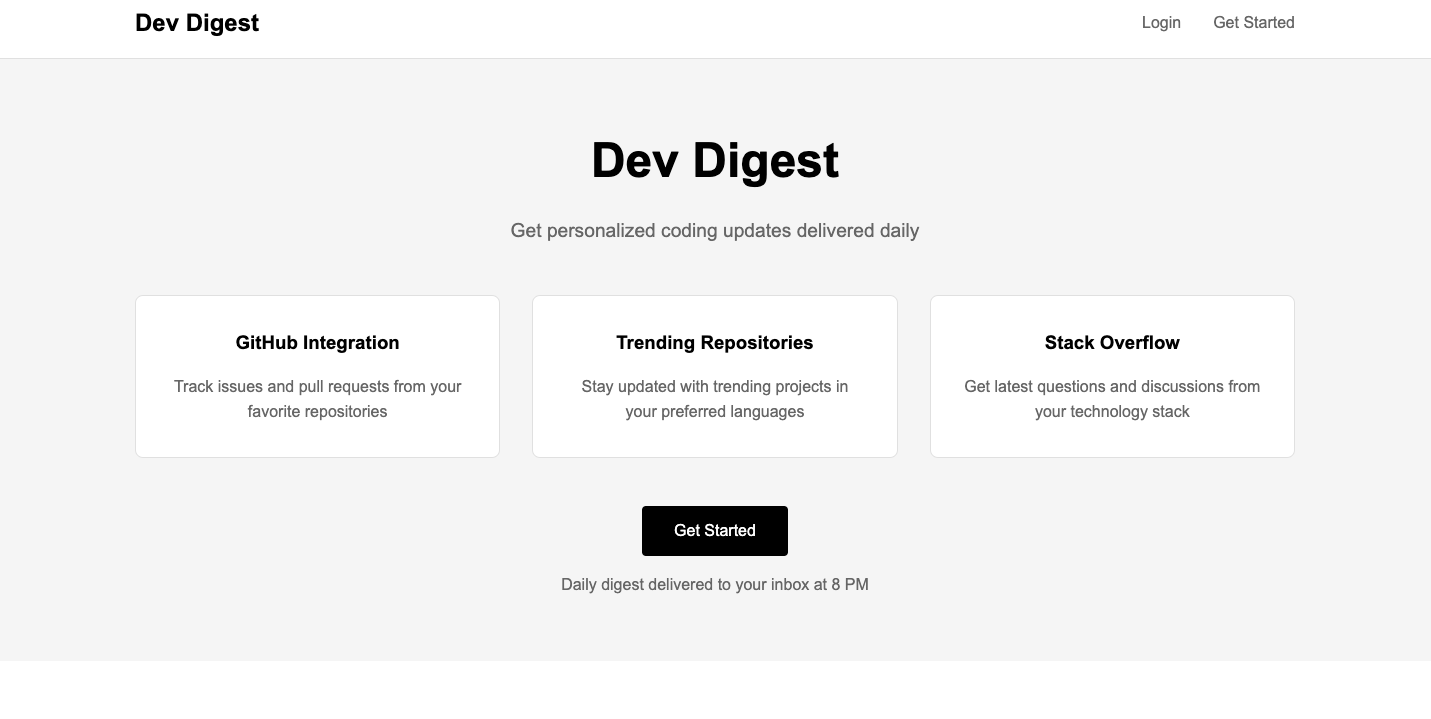 Dev Digest
Login
Get Started
Dev Digest
Get personalized coding updates delivered daily
GitHub Integration
Track issues and pull requests from your
favorite repositories
Trending Repositories
Stay updated with trending projects in
your preferred languages
Stack Overflow
Get latest questions and discussions from
your technology stack
Get Started
Daily digest delivered to your inbox at 8 PM